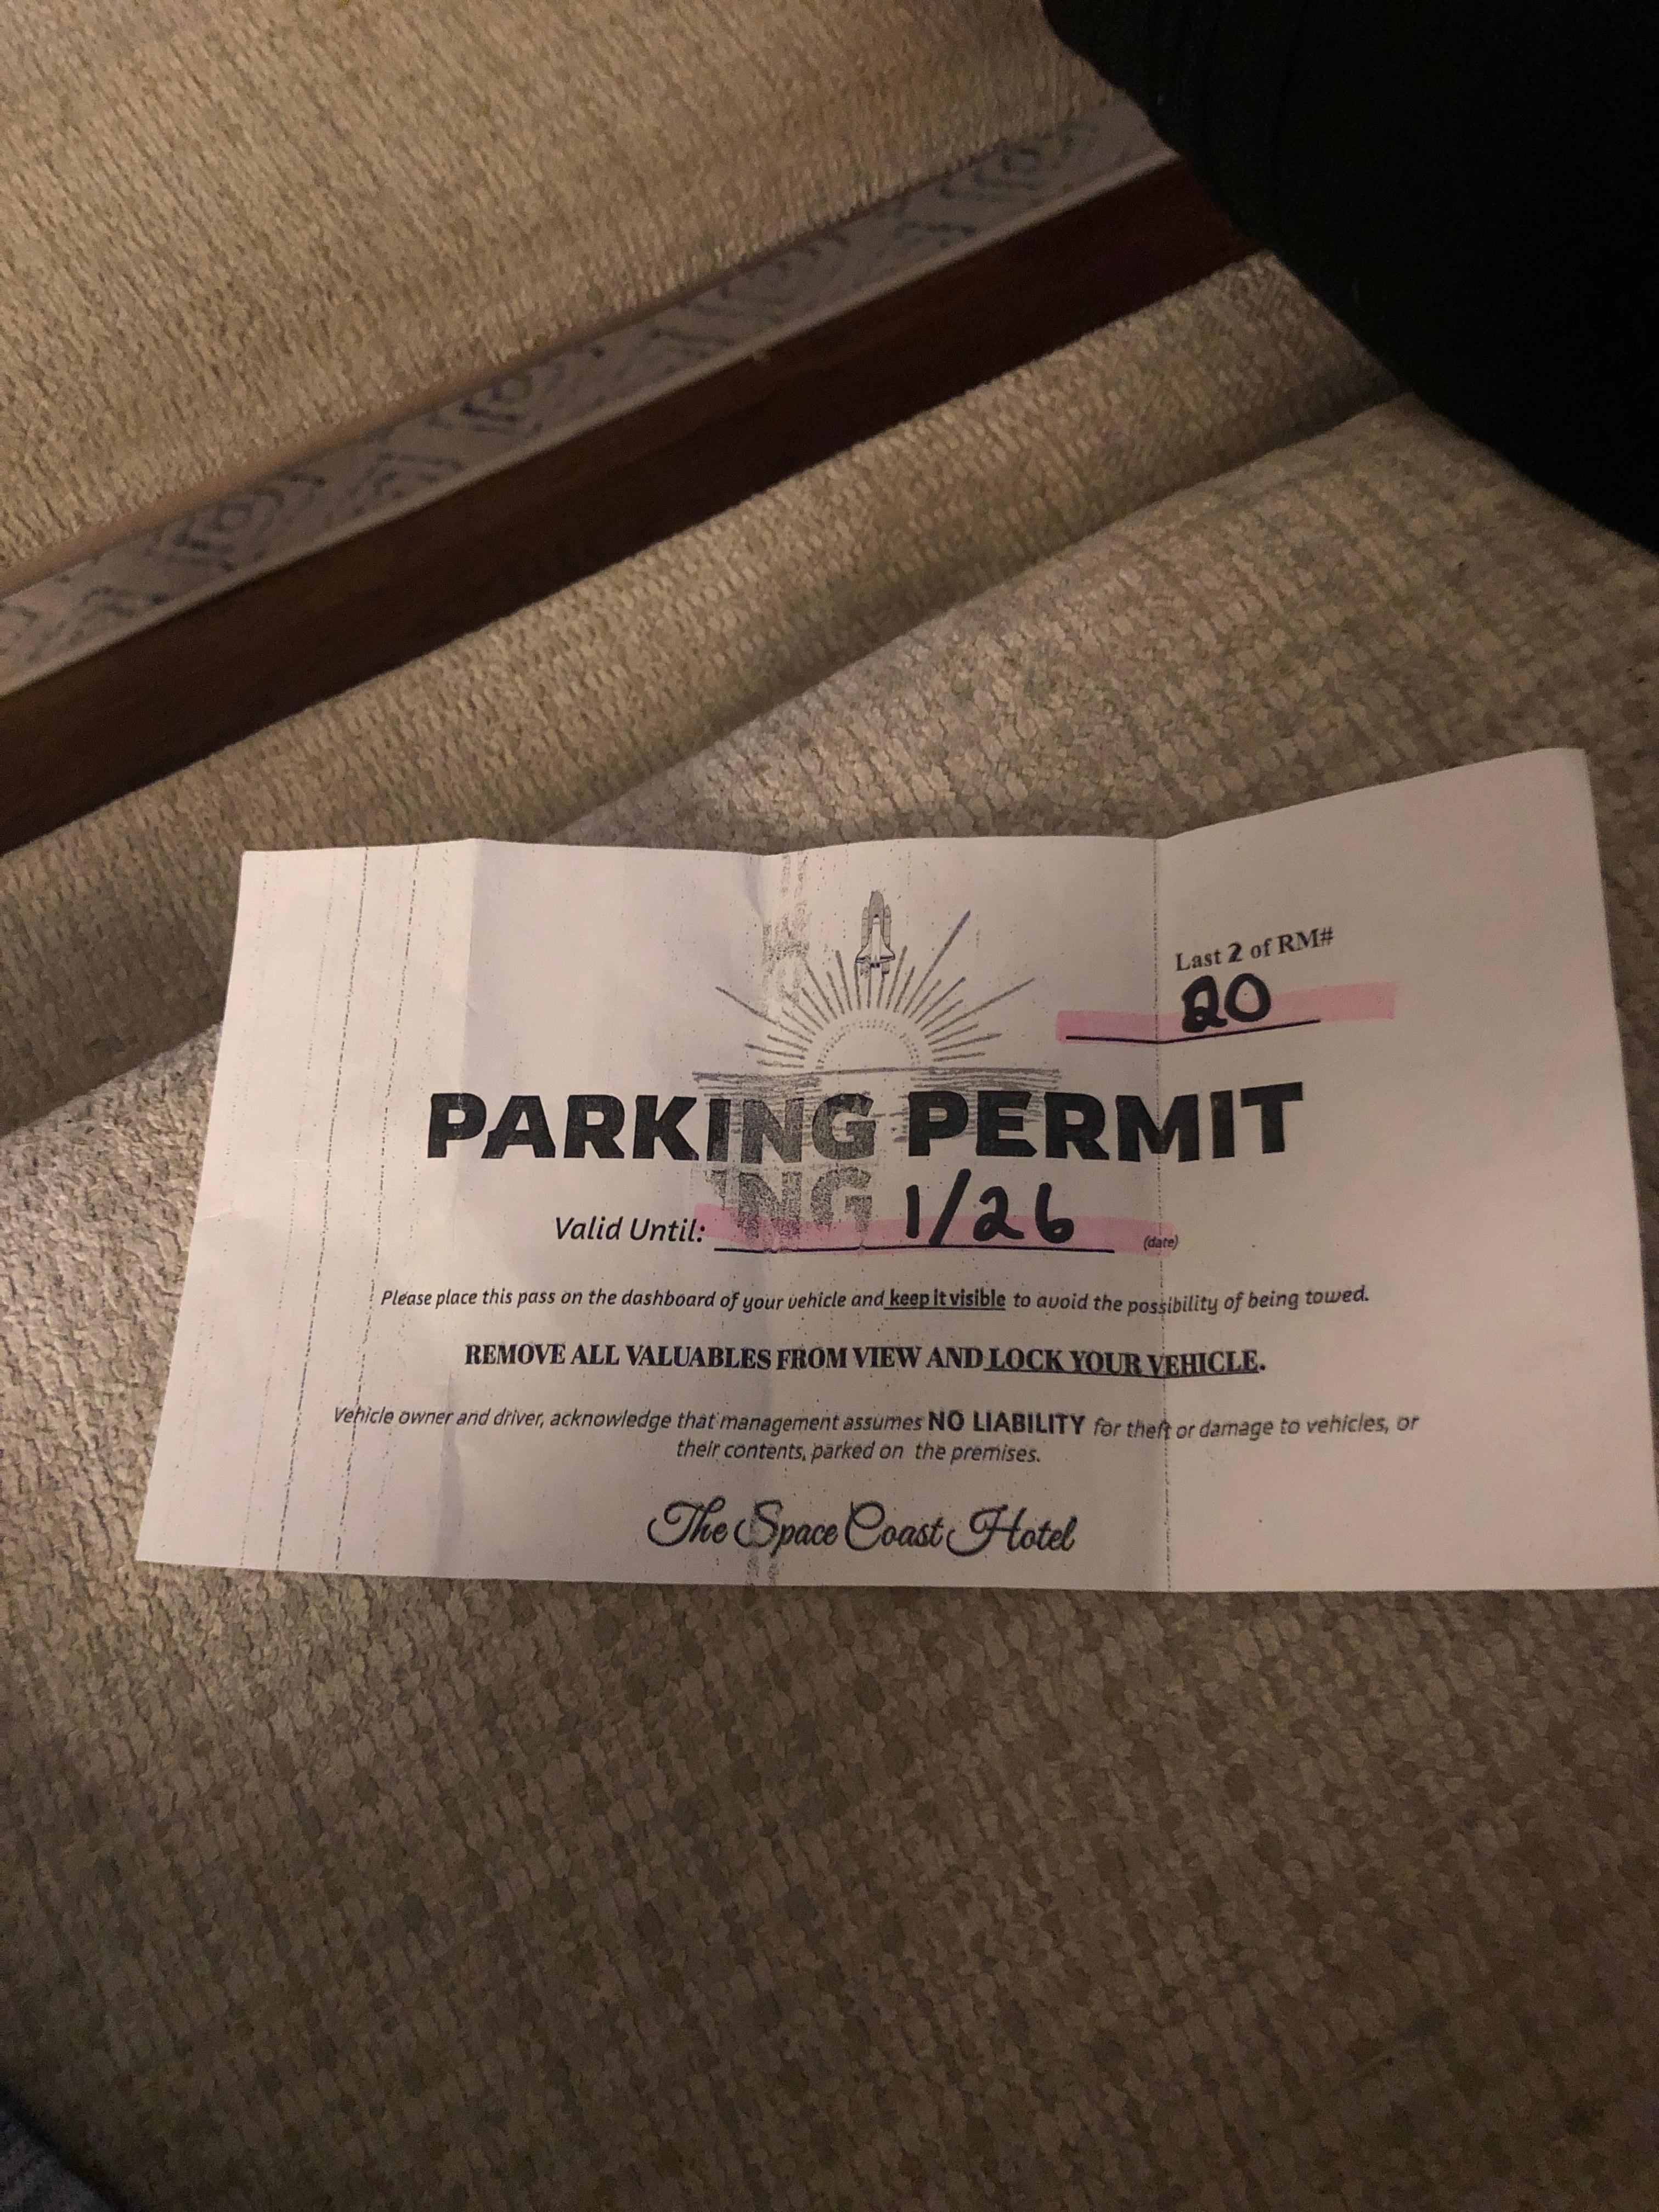 Last 2 of RM#
20
PARKING PERMIT
ING
Valid Until: 1/26 (date)
Please place this pass on the dashboard of your vehicle and keep it visible to avoid the possibility of being towed.
REMOVE ALL VALUABLES FROM VIEW AND LOCK YOUR VEHICLE.
Vehicle owner and driver, acknowledge that management assumes NO LIABILITY for theft or damage to vehicles, or
their contents, parked on the premises.
The Space Coast Hotel